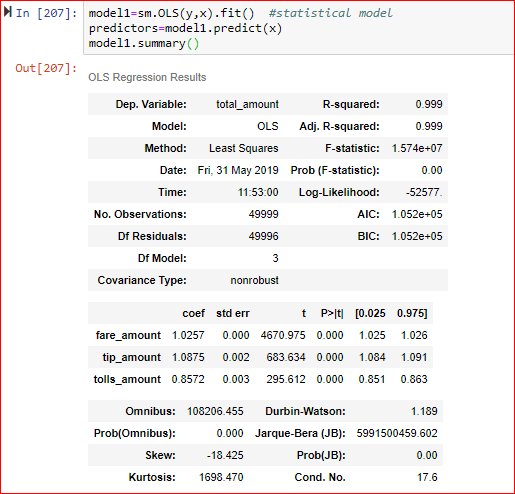 In [207]: model1=sm.OLS(y,x).fit()  #statistical model
predictors=model1.predict(x)
model1.summary()
Out[207]: OLS Regression Results
Dep. Variable: total_amount R-squared: 0.999
Model: OLS Adj. R-squared: 0.999
Method: Least Squares F-statistic: 1.574e+07
Date: Fri, 31 May 2019 Prob (F-statistic): 0.00
Time: 11:53:00 Log-Likelihood: -52577.
No. Observations: 49999 AIC: 1.052e+05
Df Residuals: 49996 BIC: 1.052e+05
Df Model: 3
Covariance Type: nonrobust
coef std err t P>|t| [0.025 0.975]
fare_amount 1.0257 0.000 4670.975 0.000 1.025 1.026
tip_amount 1.0875 0.002 683.634 0.000 1.084 1.091
tolls_amount 0.8572 0.003 295.612 0.000 0.851 0.863
Omnibus: 108206.455 Durbin-Watson: 1.189
Prob(Omnibus): 0.000 Jarque-Bera (JB): 5991500459.602
Skew: -18.425 Prob(JB): 0.00
Kurtosis: 1698.470 Cond. No. 17.6